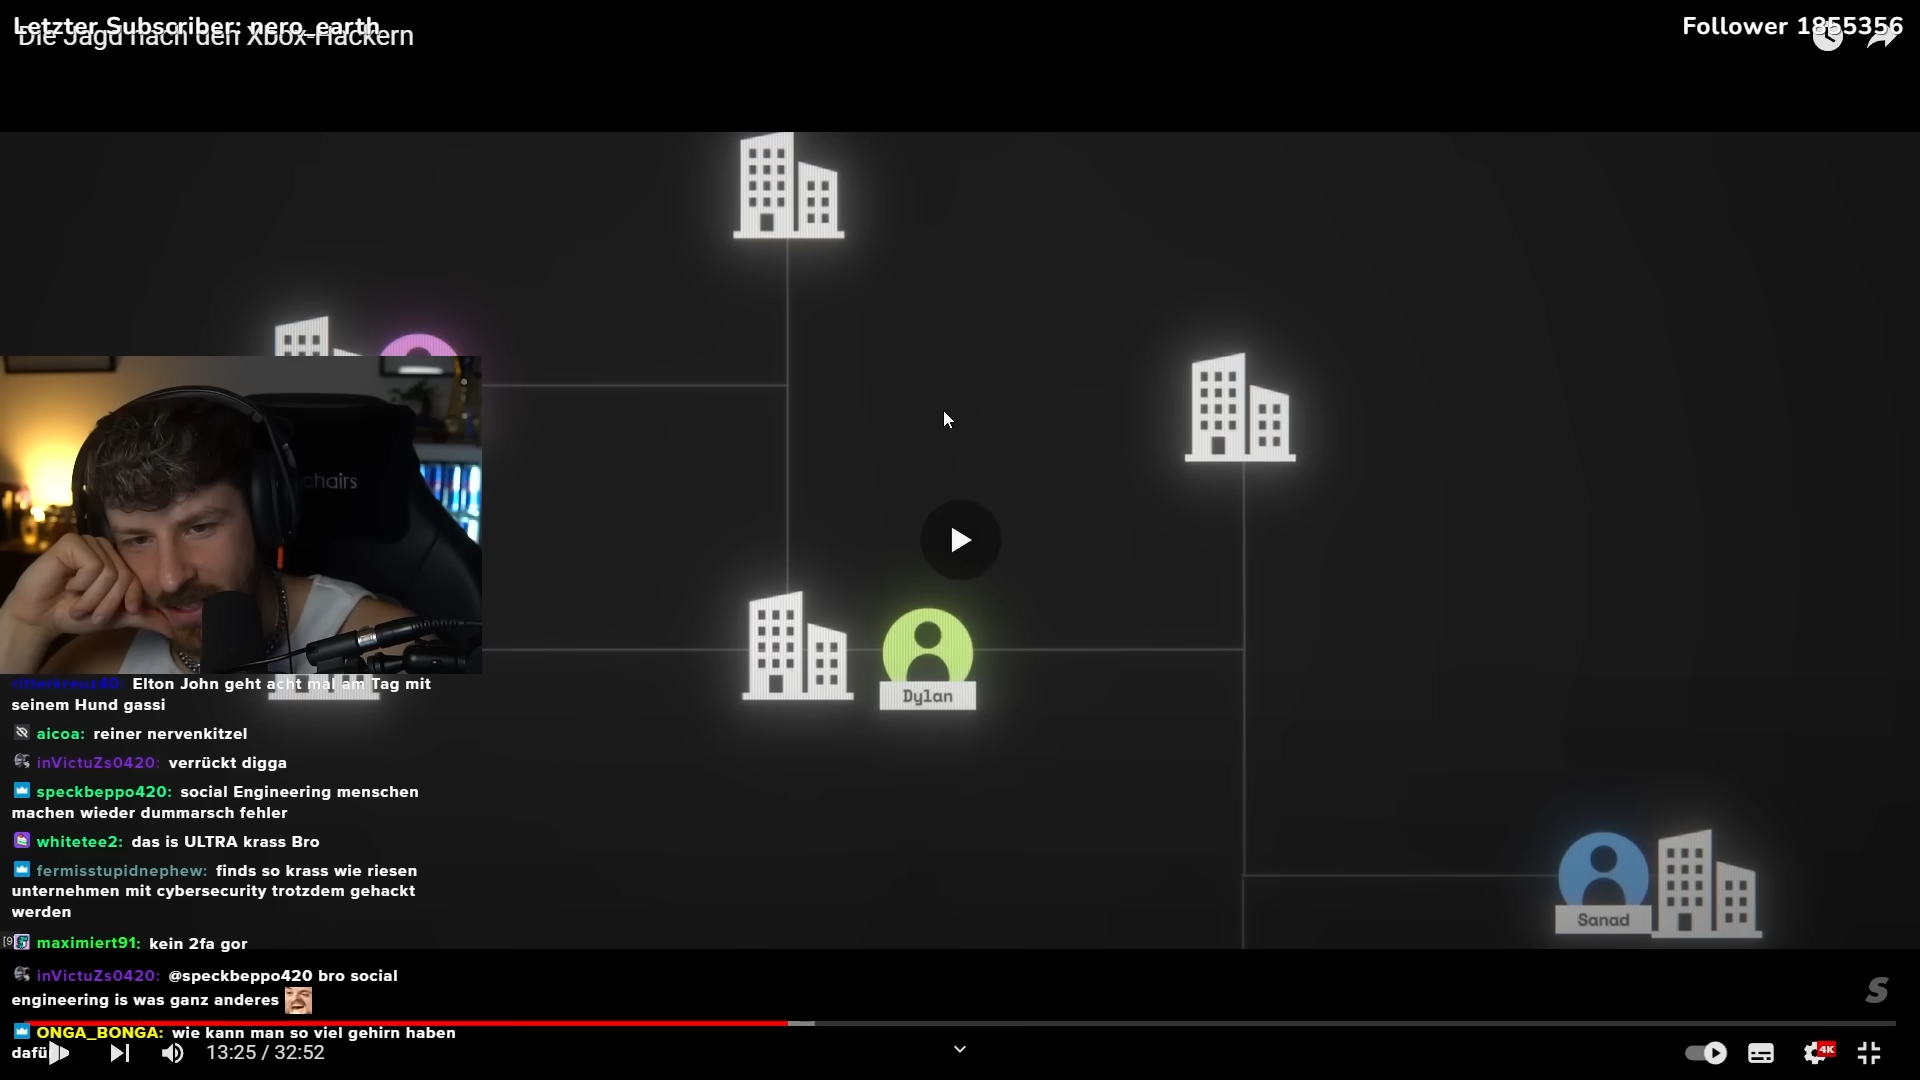 Letzter Subscriber: nero_earth
Die Jagd nach den Xbox-Hackern
Follower 1855356
chairs
Dylan
Sanad
ritterkreuz40: Elton John geht acht mal am Tag mit
seinem Hund gassi
aicoa: reiner nervenkitzel
inVictuZs0420: verrückt digga
speckbeppo420: social Engineering menschen
machen wieder dummarsch fehler
whitetee2: das is ULTRA krass Bro
fermisstupidnephew: finds so krass wie riesen
unternehmen mit cybersecurity trotzdem gehackt
werden
maximiert91: kein 2fa gor
inVictuZs0420: @speckbeppo420 bro social
engineering is was ganz anderes
ONGA_BONGA: wie kann man so viel gehirn haben
dafü
13:25 / 32:52
4K
S